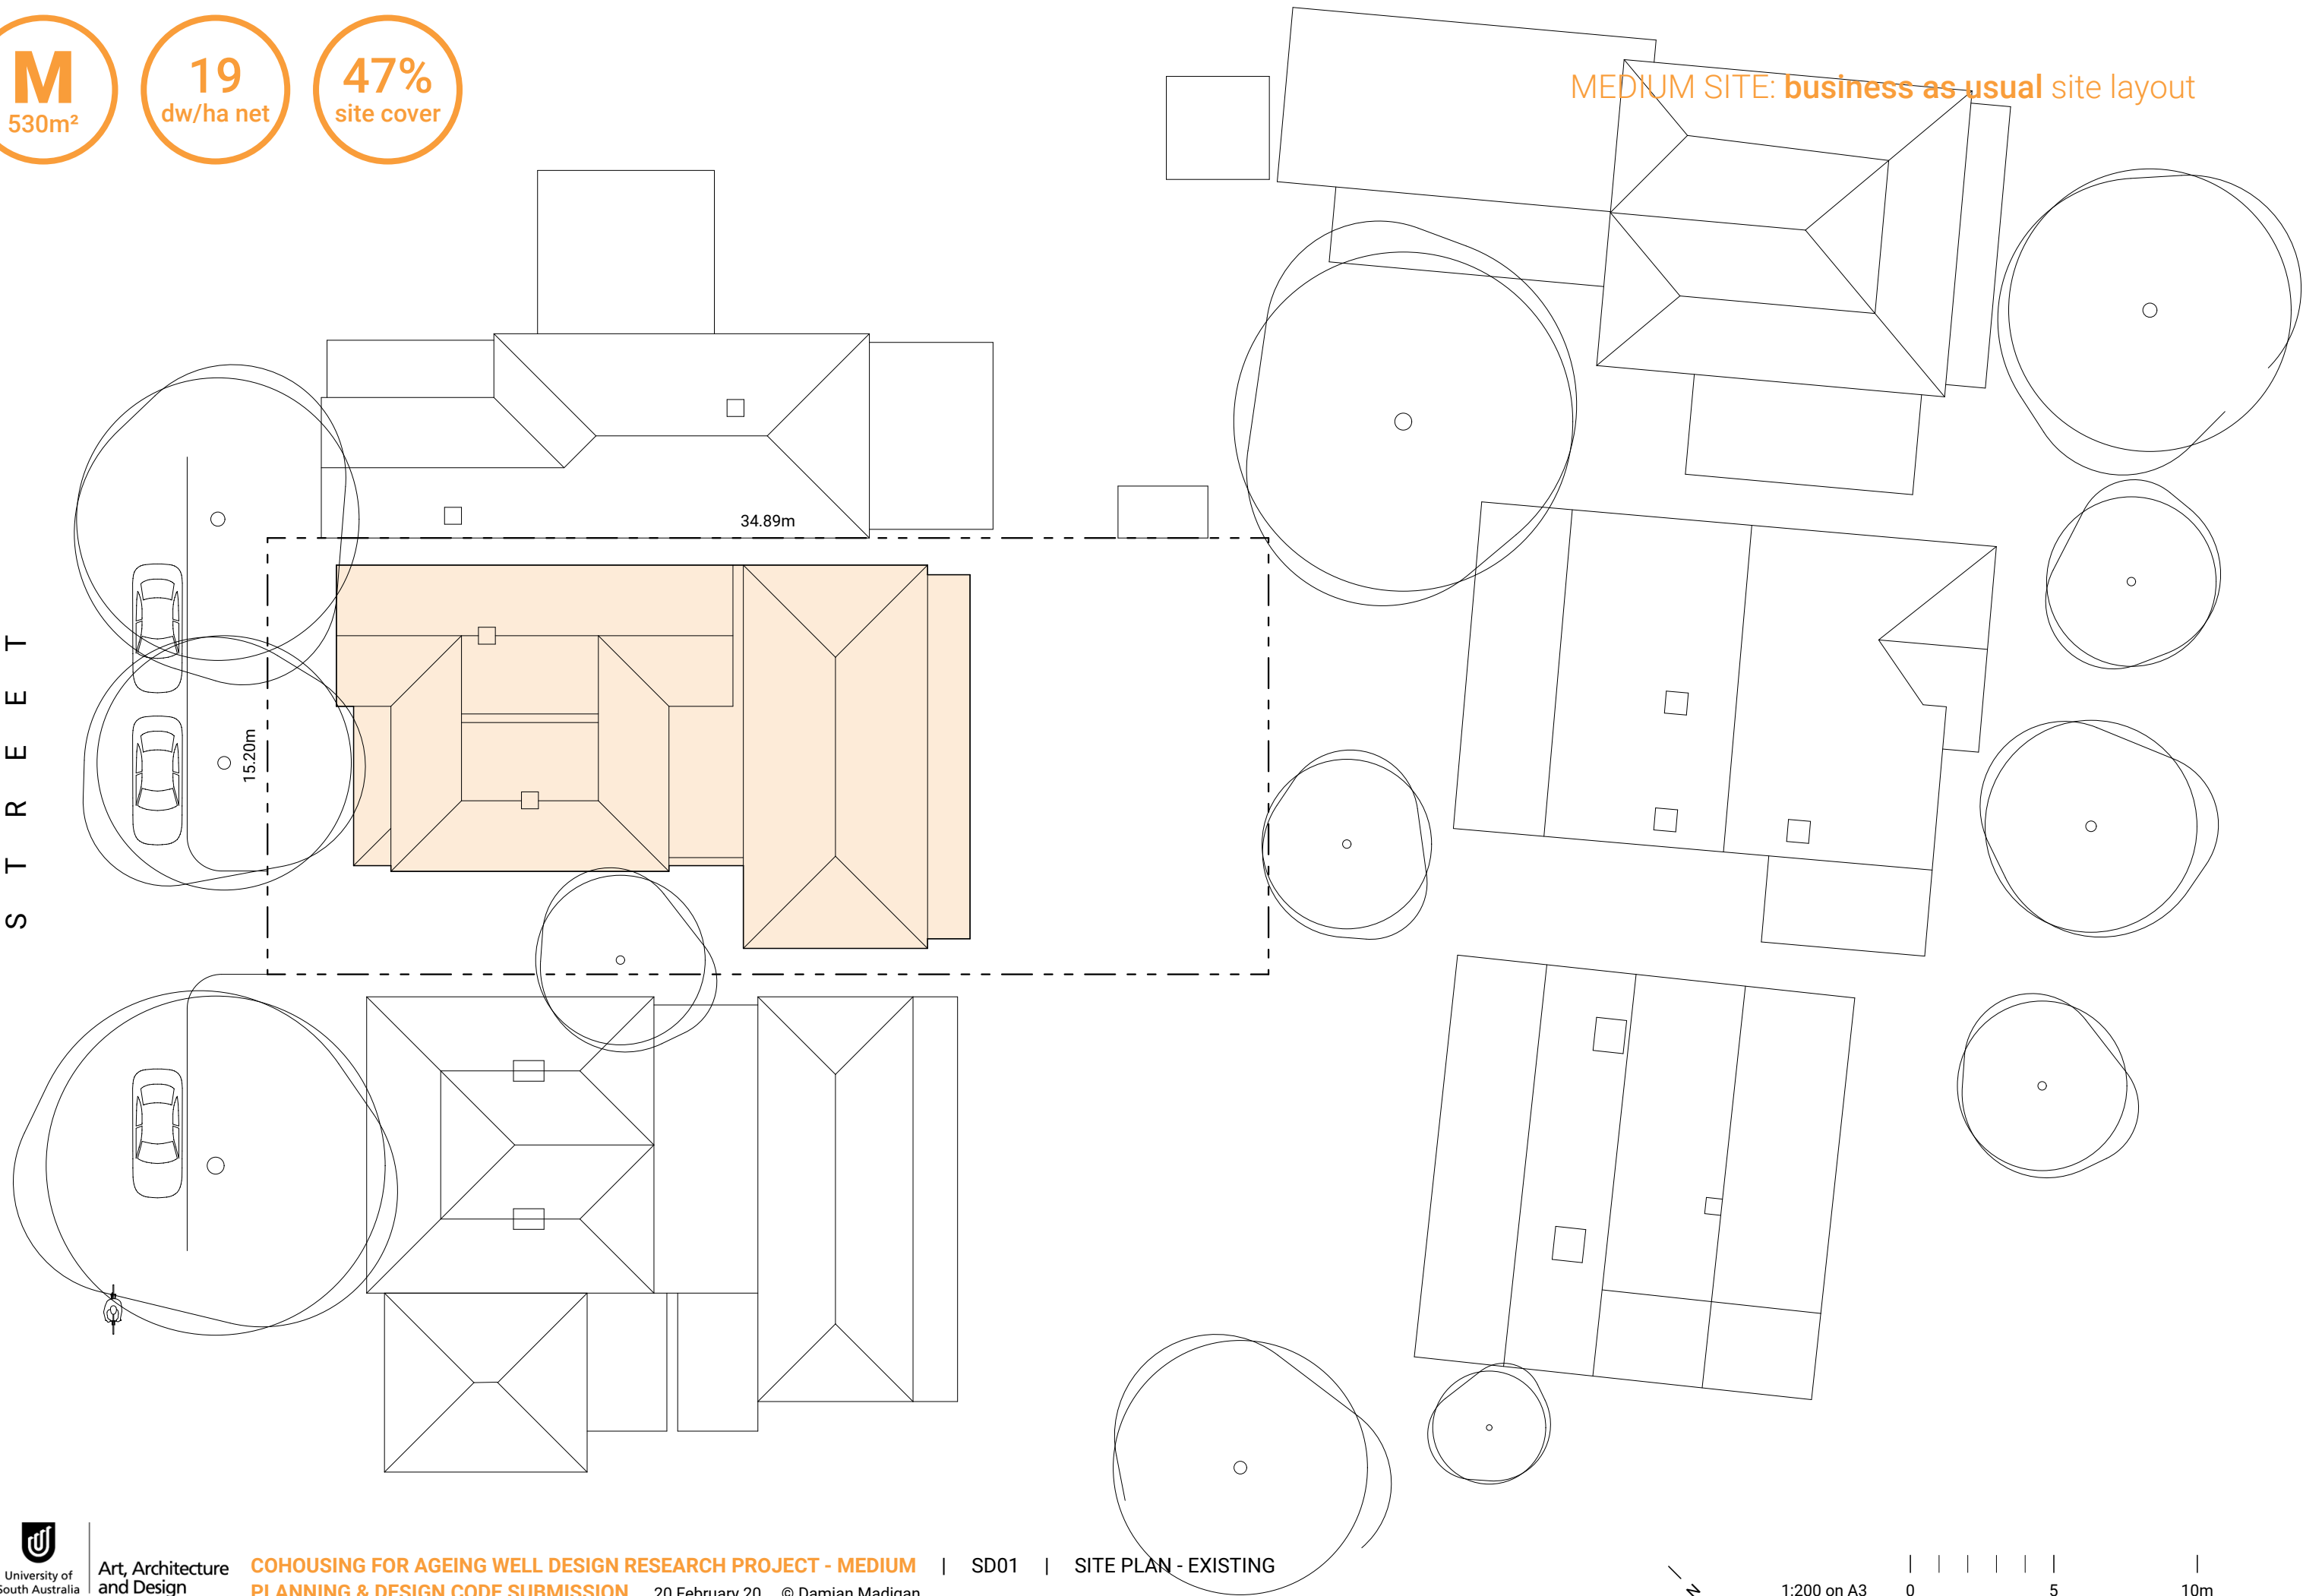 M
530m²
19
dw/ha net
47%
site cover
MEDIUM SITE: business as usual site layout
34.89m
15.20m
STREET
University of
South Australia
Art, Architecture
and Design
COHOUSING FOR AGEING WELL DESIGN RESEARCH PROJECT - MEDIUM | SD01 | SITE PLAN - EXISTING
PLANNING & DESIGN CODE SUBMISSION 20 February 20 © Damian Madigan
N
1:200 on A3 0 5 10m